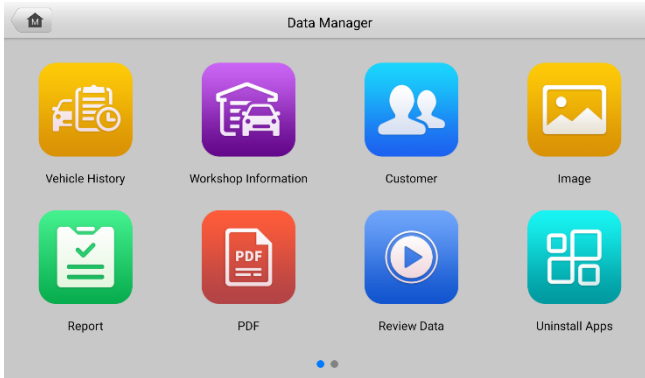 M
Data Manager
Vehicle History
Workshop Information
Customer
Image
PDF
Report
PDF
Review Data
Uninstall Apps